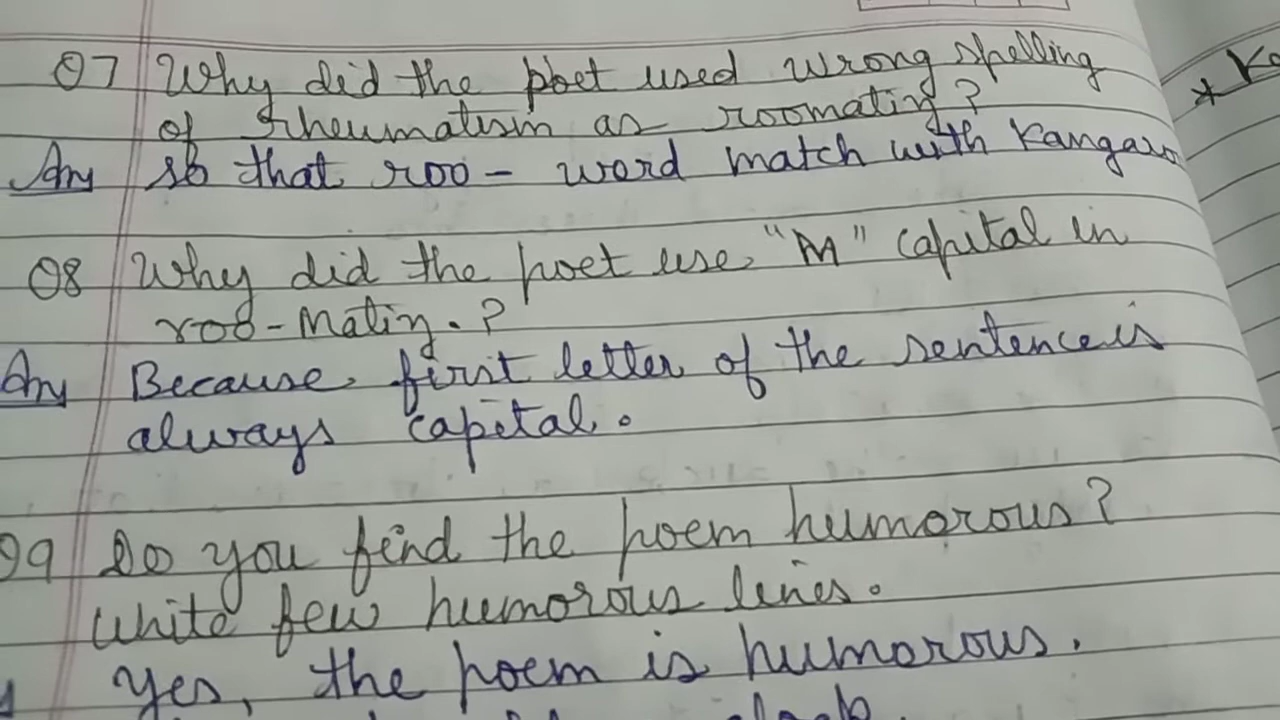 Q7 Why did the poet used wrong spelling
of rheumatism as roomatiz?
Ans so that roo- word match with Kangaroo
Q8 Why did the poet use "M" capital in
roo-Matiz.?
Ans Because first letter of the sentence is
always capital.
Q9 Do you find the poem humorous?
Write few humorous lines.
Yes, the poem is humorous.